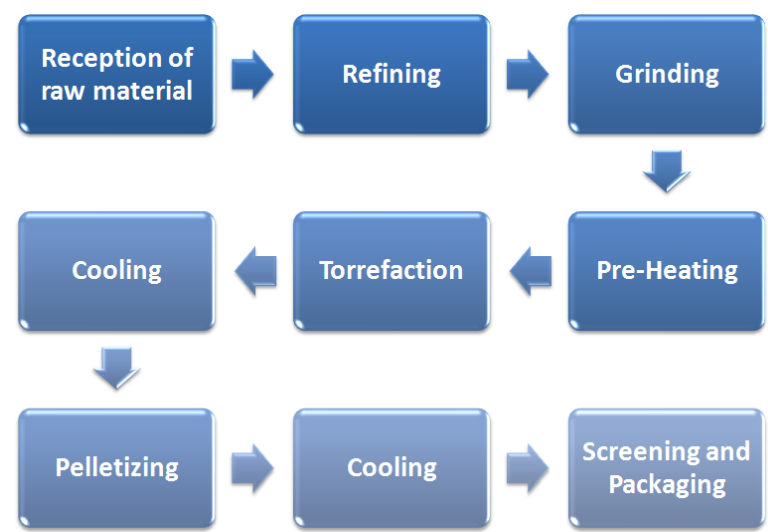 Reception of
raw material
Refining
Grinding
Pre-Heating
Torrefaction
Cooling
Pelletizing
Cooling
Screening and
Packaging